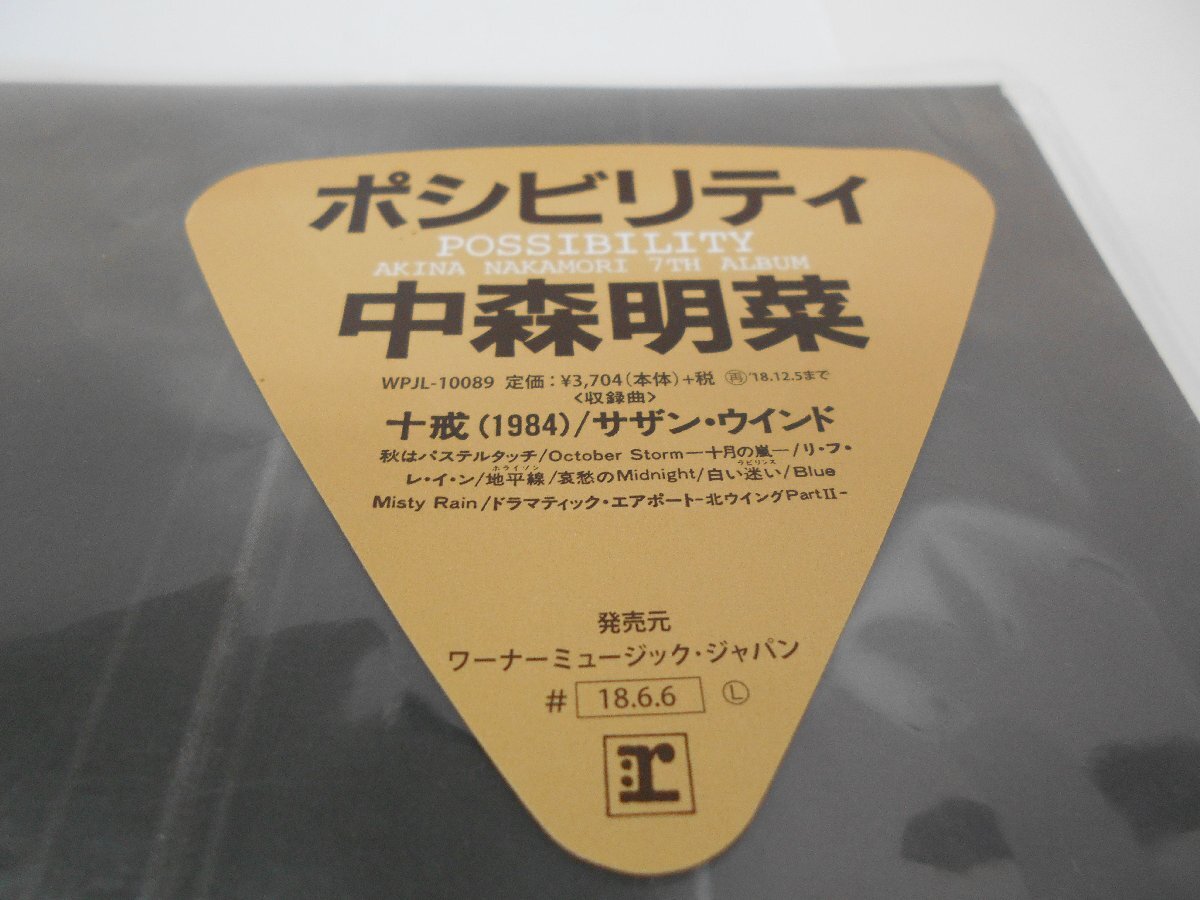 ポシビリティ
POSSIBILITY
AKINA NAKAMORI 7TH ALBUM
中森明菜
WPJL-10089 定価:¥3,704(本体)+税 再'18.12.5まで
<収録曲>
十戒(1984)/サザン・ウインド
秋はパステルタッチ/October Storm―十月の嵐―/リ・フ・
ホライゾン ラビリンス
レ・イ・ン/地平線/哀愁のMidnight/白い迷い/Blue
Misty Rain/ドラマティック・エアポート-北ウイングPartⅡ-
発売元
ワーナーミュージック・ジャパン
# 18.6.6 Ⓛ
:r